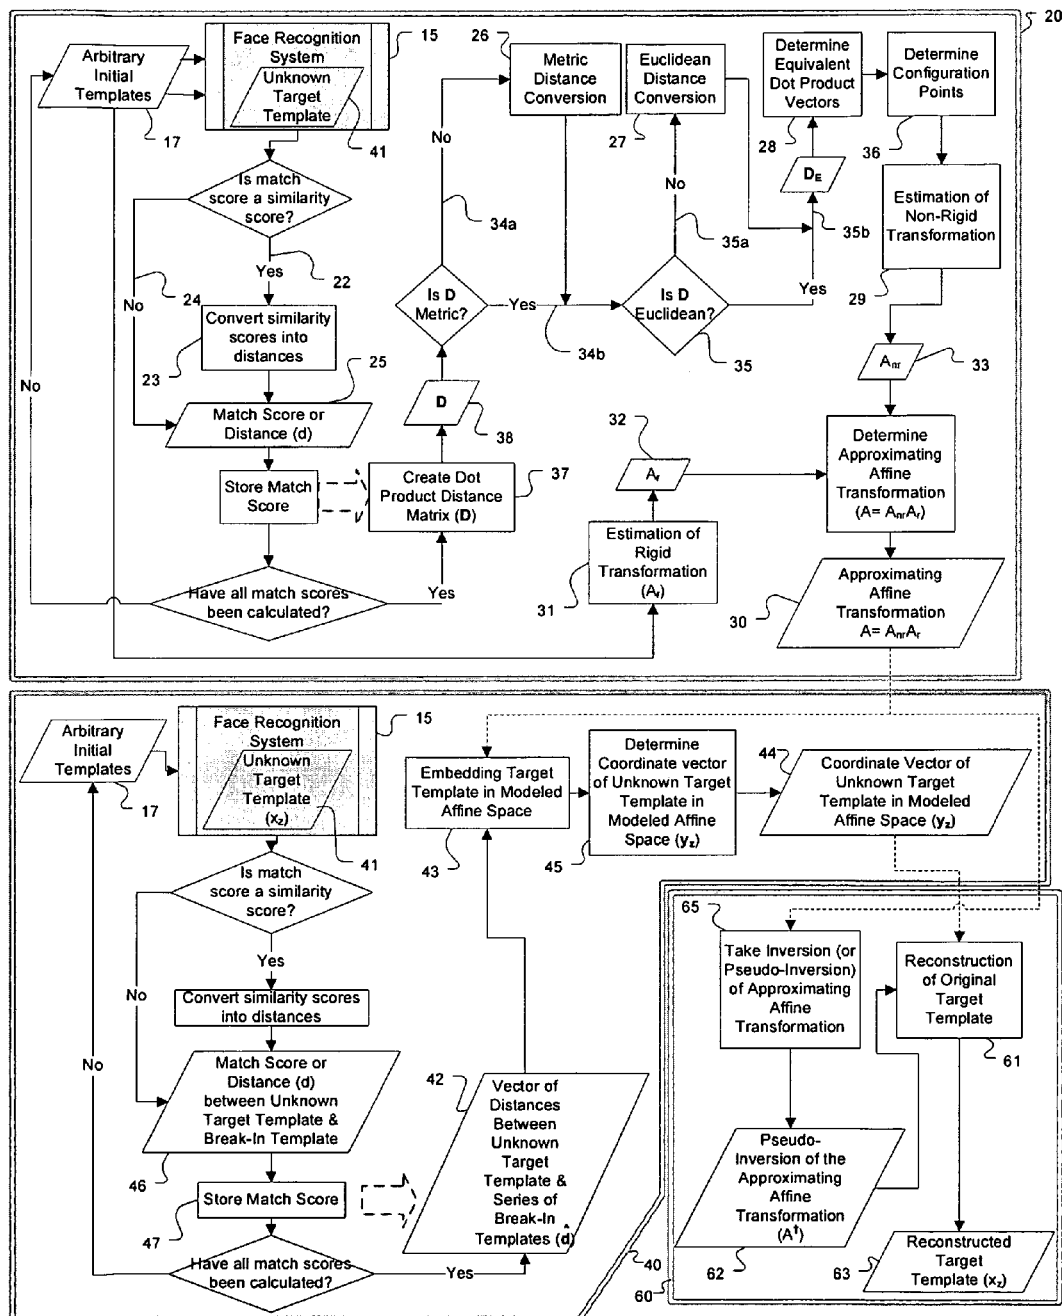 20
Arbitrary
Initial
Templates
17
Face Recognition
System
Unknown
Target
Template
15
41
Is match
score a similarity
score?
22
24
Yes
No
Convert similarity
scores into
distances
23
25
Match Score or
Distance (d)
Store Match
Score
Have all match scores
been calculated?
No
Yes
Create Dot
Product Distance
Matrix (D)
37
D
38
Is D
Metric?
No
34a
Yes
34b
26
Metric
Distance
Conversion
Euclidean
Distance
Conversion
27
No
35a
Is D
Euclidean?
35
Yes
35b
DE
Determine
Equivalent
Dot Product
Vectors
28
Determine
Configuation
Points
36
Estimation of
Non-Rigid
Transformation
29
Anr
33
32
Ar
Estimation of
Rigid
Transformation
(Ar)
31
Determine
Approximating
Affine
Transformation
(A= AnrAr)
Approximating
Affine
Transformation
A= AnrAr
30
Arbitrary
Initial
Templates
17
Face Recognition
System
Unknown
Target
Template
(xz)
15
41
Is match
score a similarity
score?
Yes
No
Convert similarity scores
into distances
Match Score or
Distance (d)
between Unknown
Target Template &
Break-In Template
46
Store Match Score
47
Have all match scores
been calculated?
No
Yes
42
Vector of
Distances
Between
Unknown
Target
Template &
Series of
Break-In
Templates (d̂)
Embedding Target
Template in Modeled
Affine Space
43
Determine
Coordinate vector
of Unknown Target
Template in
Modeled Affine
Space (yz)
45
44
Coordinate Vector of
Unknown Target
Template in Modeled
Affine Space (yz)
40
65
Take Inversion (or
Pseudo-Inversion)
of Approximating
Affine
Transformation
Reconstruction
of Original
Target
Template
61
Pseudo-
Inversion of the
Approximating
Affine
Transformation
(A†)
62
Reconstructed
Target
Template (xz)
63
60